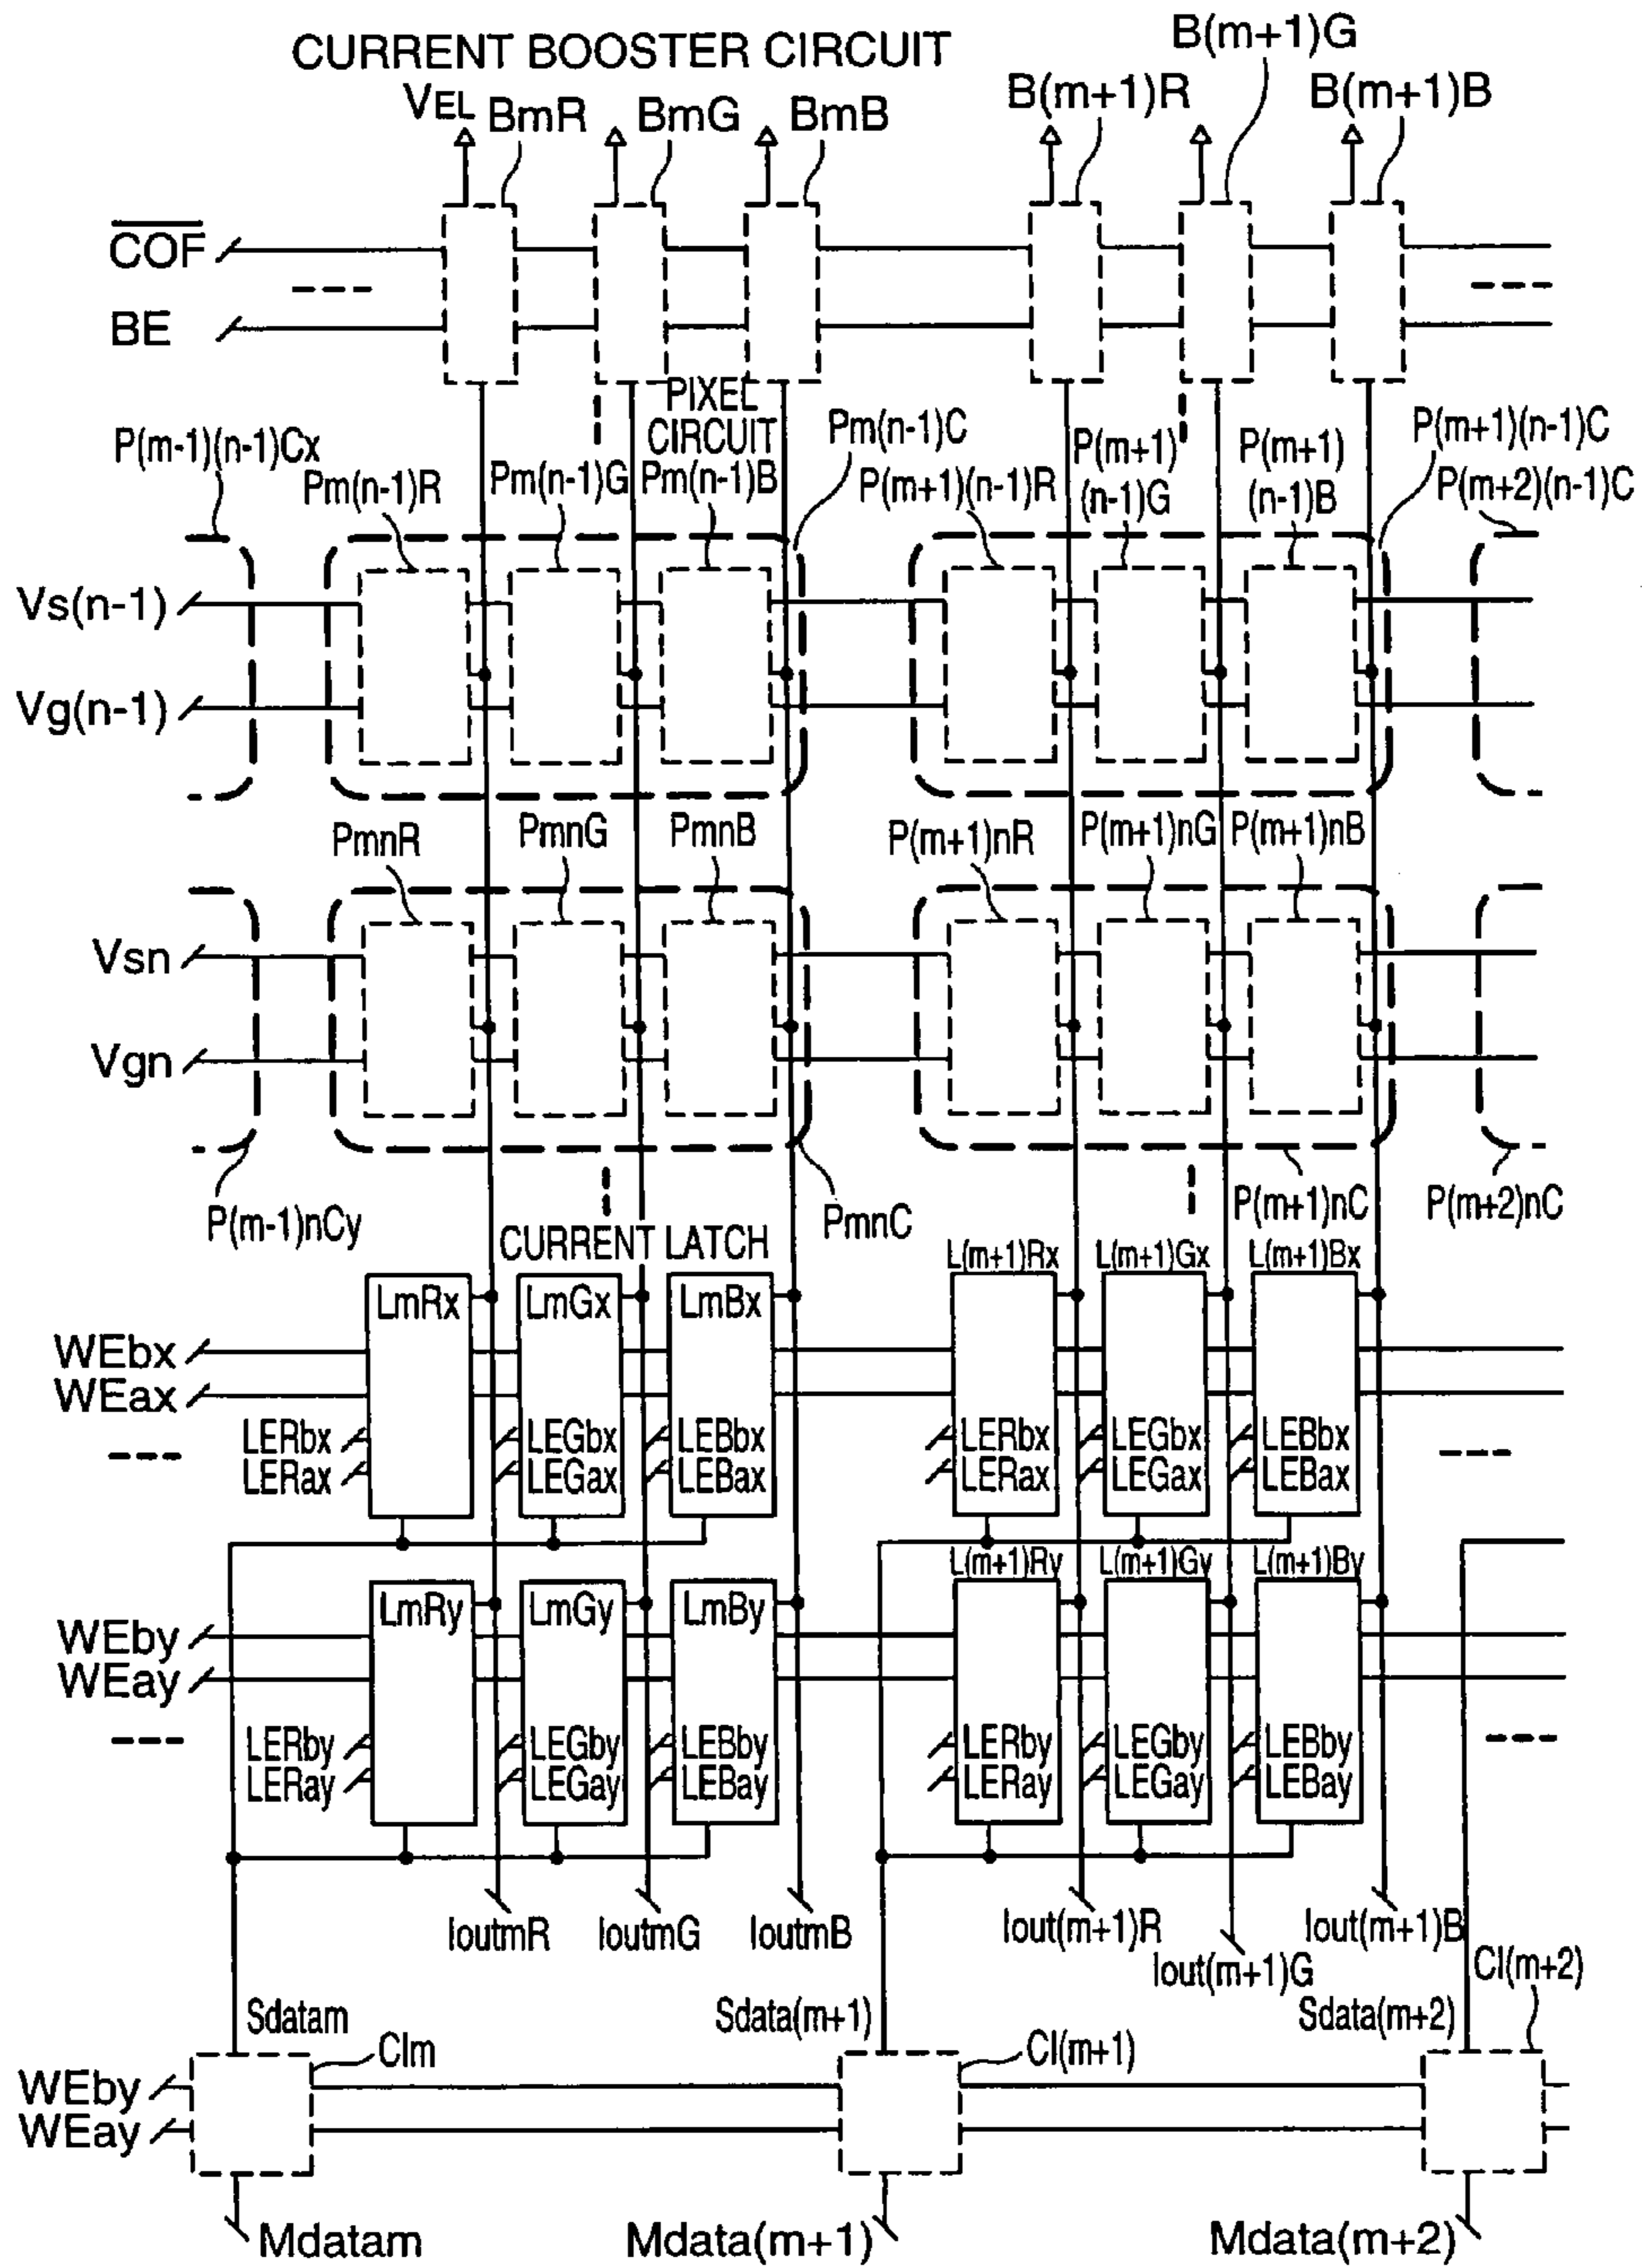 B(m+1)G
CURRENT BOOSTER CIRCUIT
VEL BmR BmG BmB B(m+1)R B(m+1)B
COF
BE
PIXEL
CIRCUIT
P(m-1)(n-1)Cx Pm(n-1)R Pm(n-1)G Pm(n-1)B Pm(n-1)C P(m+1)(n-1)R P(m+1)
(n-1)G P(m+1)
(n-1)B P(m+1)(n-1)C
P(m+2)(n-1)C
Vs(n-1)
Vg(n-1)
PmnR PmnG PmnB P(m+1)nR P(m+1)nG P(m+1)nB
Vsn
Vgn
P(m-1)nCy PmnC P(m+1)nC P(m+2)nC
CURRENT LATCH
L(m+1)Rx L(m+1)Gx L(m+1)Bx
LmRx LmGx LmBx
WEbx
WEax
LERbx LEGbx LEBbx LERbx LEGbx LEBbx
LERax LEGax LEBax LERax LEGax LEBax
L(m+1)Ry L(m+1)Gy L(m+1)By
LmRy LmGy LmBy
WEby
WEay
LERby LEGby LEBby LERby LEGby LEBby
LERay LEGay LEBay LERay LEGay LEBay
IoutmR IoutmG IoutmB Iout(m+1)R Iout(m+1)B
Iout(m+1)G
CI(m+2)
Sdatam Sdata(m+1) Sdata(m+2)
CIm CI(m+1)
WEby
WEay
Mdatam Mdata(m+1) Mdata(m+2)